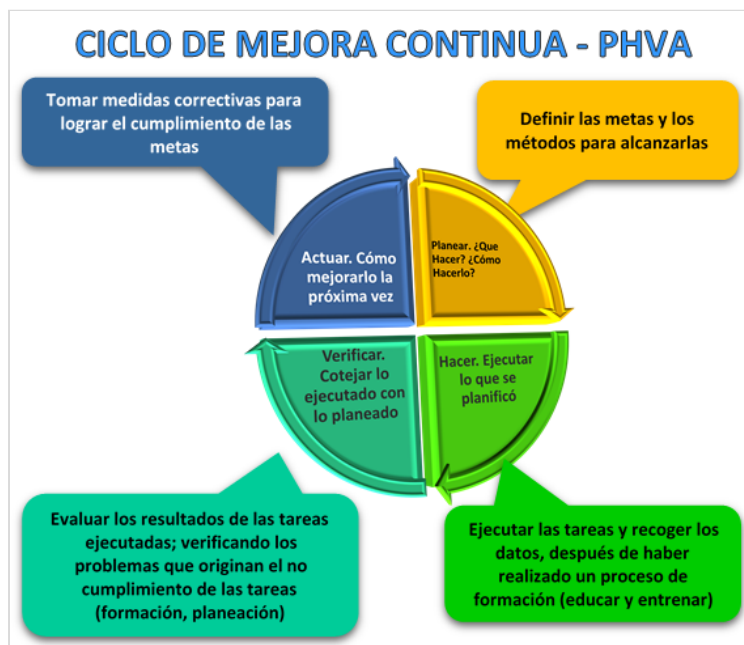 CICLO DE MEJORA CONTINUA - PHVA
Tomar medidas correctivas para
lograr el cumplimiento de las
metas
Definir las metas y los
métodos para alcanzarlas
Actuar. Cómo
mejorarlo la
próxima vez
Planear. ¿Que
Hacer? ¿Cómo
Hacerlo?
Verificar.
Cotejar lo
ejecutado con
lo planeado
Hacer. Ejecutar
lo que se
planificó
Evaluar los resultados de las tareas
ejecutadas; verificando los
problemas que originan el no
cumplimiento de las tareas
(formación, planeación)
Ejecutar las tareas y recoger los
datos, después de haber
realizado un proceso de
formación (educar y entrenar)